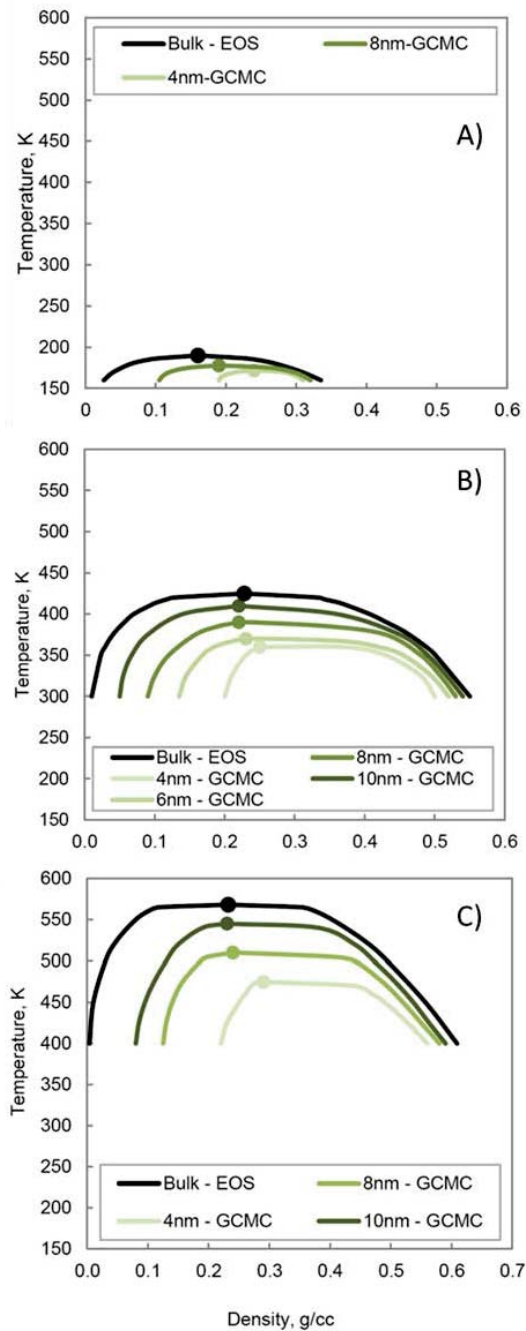 600
Bulk - EOS 8nm-GCMC
550
4nm-GCMC
500
450
A)
400
350
300
250
200
150
0 0.1 0.2 0.3 0.4 0.5 0.6
Temperature, K
600
B)
550
500
450
400
350
300
250
Bulk - EOS 8nm - GCMC
200
4nm - GCMC 10nm - GCMC
6nm - GCMC
150
0.0 0.1 0.2 0.3 0.4 0.5 0.6
Temperature, K
600
C)
550
500
450
400
350
300
250
Bulk - EOS 8nm - GCMC
200
4nm - GCMC 10nm - GCMC
150
0.0 0.1 0.2 0.3 0.4 0.5 0.6 0.7
Temperature, K
Density, g/cc